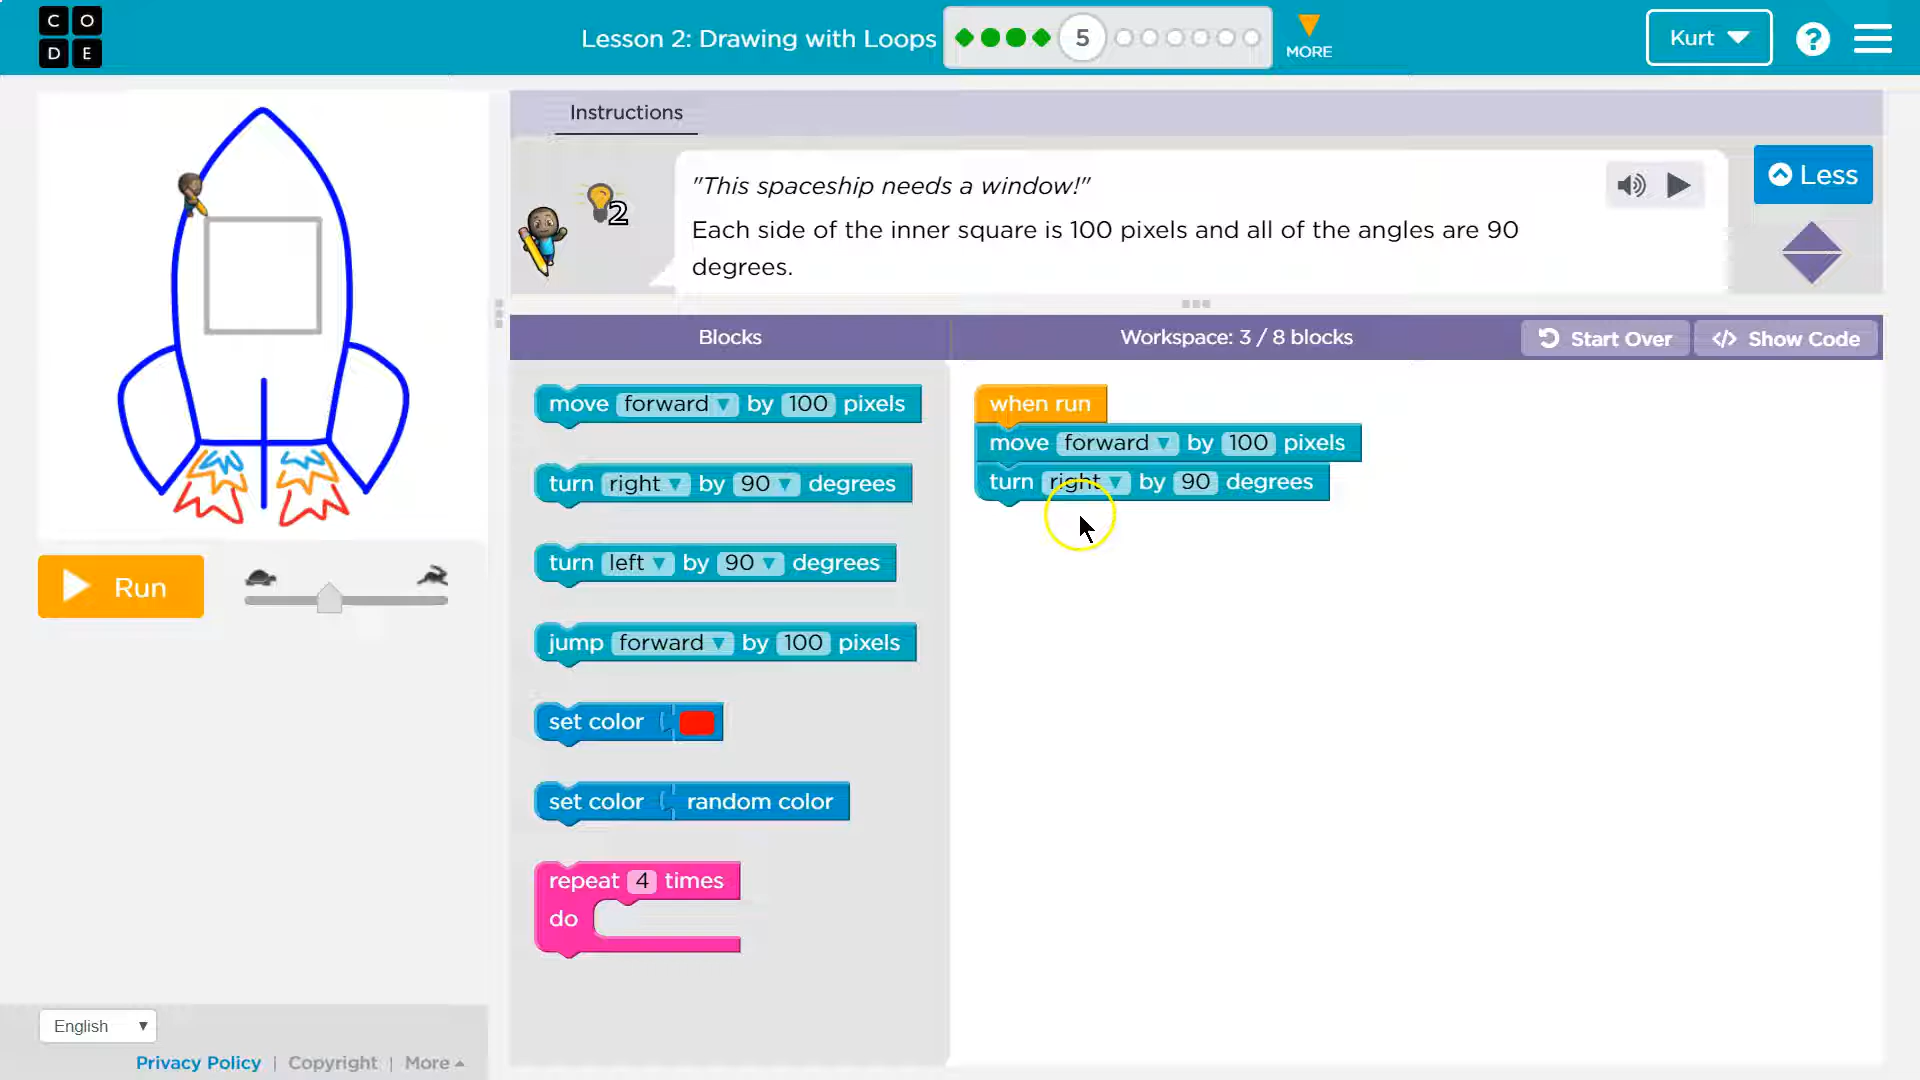 CO
DE
Lesson 2: Drawing with Loops
5
MORE
Kurt
?
Instructions
2
"This spaceship needs a window!"
Each side of the inner square is 100 pixels and all of the angles are 90
degrees.
Less
Blocks
Workspace: 3 / 8 blocks
Start Over
</> Show Code
move forward by 100 pixels
turn right by 90 degrees
turn left by 90 degrees
jump forward by 100 pixels
set color
set color random color
repeat 4 times
do
when run
move forward by 100 pixels
turn right by 90 degrees
Run
English
Privacy Policy | Copyright | More